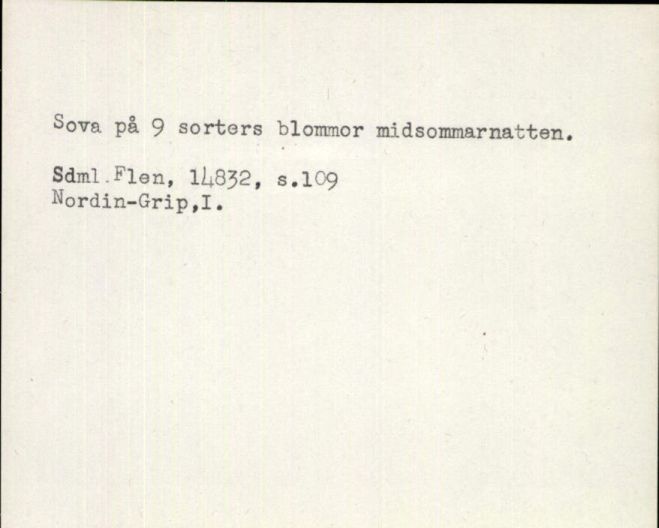 Sova på 9 sorters blommor midsommarnatten.
Sdml.Flen, 14832, s.109
Nordin-Grip,I.